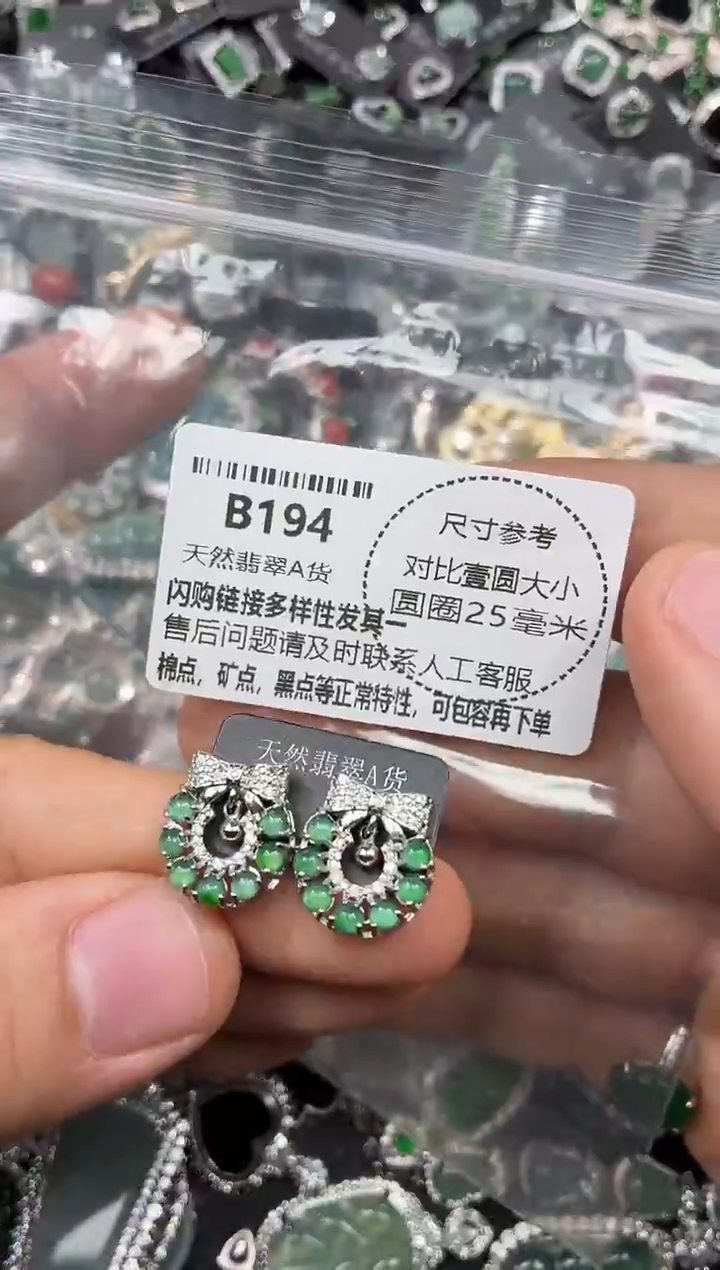 B194
天然翡翠A货
尺寸参考
对比壹圆大小
圆圈25毫米
闪购链接多样性发其一
售后问题请及时联系人工客服
棉点，矿点，黑点等正常特性，可包容再下单
天然翡翠A货